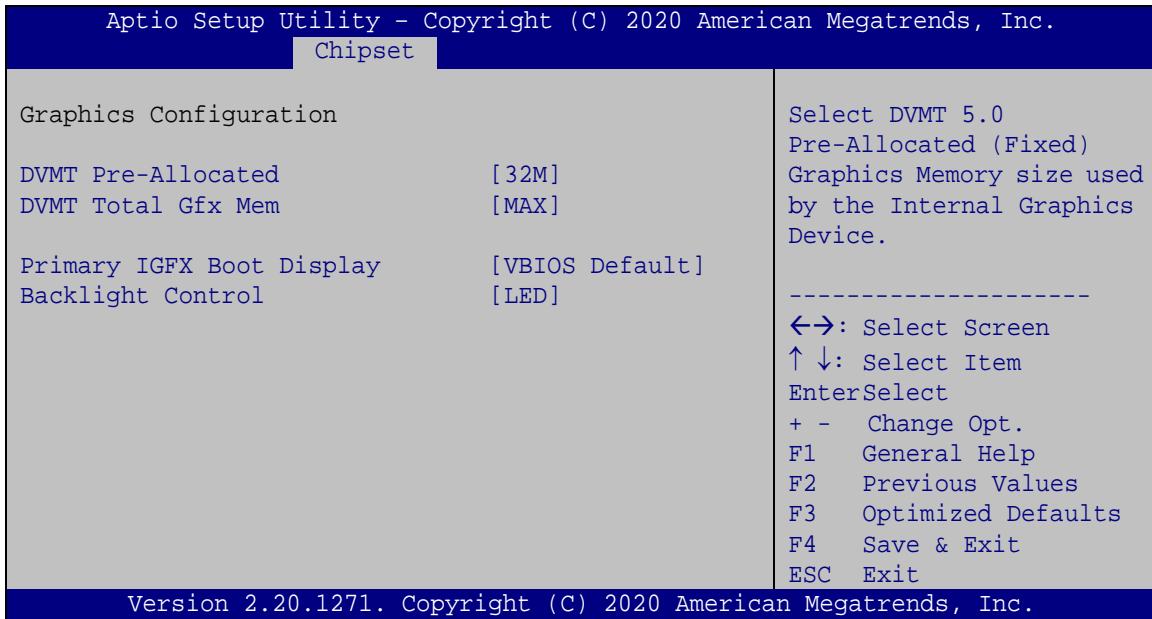 Aptio Setup Utility – Copyright (C) 2020 American Megatrends, Inc.
Chipset
Graphics Configuration
DVMT Pre-Allocated [32M]
DVMT Total Gfx Mem [MAX]
Primary IGFX Boot Display [VBIOS Default]
Backlight Control [LED]
Select DVMT 5.0
Pre-Allocated (Fixed)
Graphics Memory size used
by the Internal Graphics
Device.
---------------------
←→: Select Screen
↑ ↓: Select Item
EnterSelect
+ - Change Opt.
F1 General Help
F2 Previous Values
F3 Optimized Defaults
F4 Save & Exit
ESC Exit
Version 2.20.1271. Copyright (C) 2020 American Megatrends, Inc.